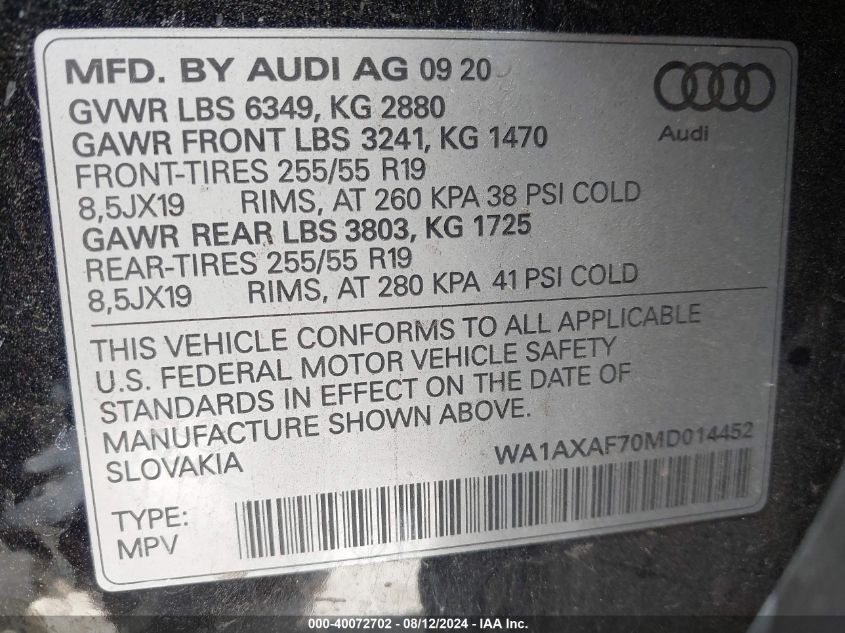 MFD. BY AUDI AG 09 20
Audi
GVWR LBS 6349, KG 2880
GAWR FRONT LBS 3241, KG 1470
FRONT-TIRES 255/55 R19
8,5JX19 RIMS, AT 260 KPA 38 PSI COLD
GAWR REAR LBS 3803, KG 1725
REAR-TIRES 255/55 R19
8,5JX19 RIMS, AT 280 KPA 41 PSI COLD
THIS VEHICLE CONFORMS TO ALL APPLICABLE
U.S. FEDERAL MOTOR VEHICLE SAFETY
STANDARDS IN EFFECT ON THE DATE OF
MANUFACTURE SHOWN ABOVE.
SLOVAKIA WA1AXAF70MD014452
TYPE:
MPV
000-40072702 - 08/12/2024 - IAA Inc.